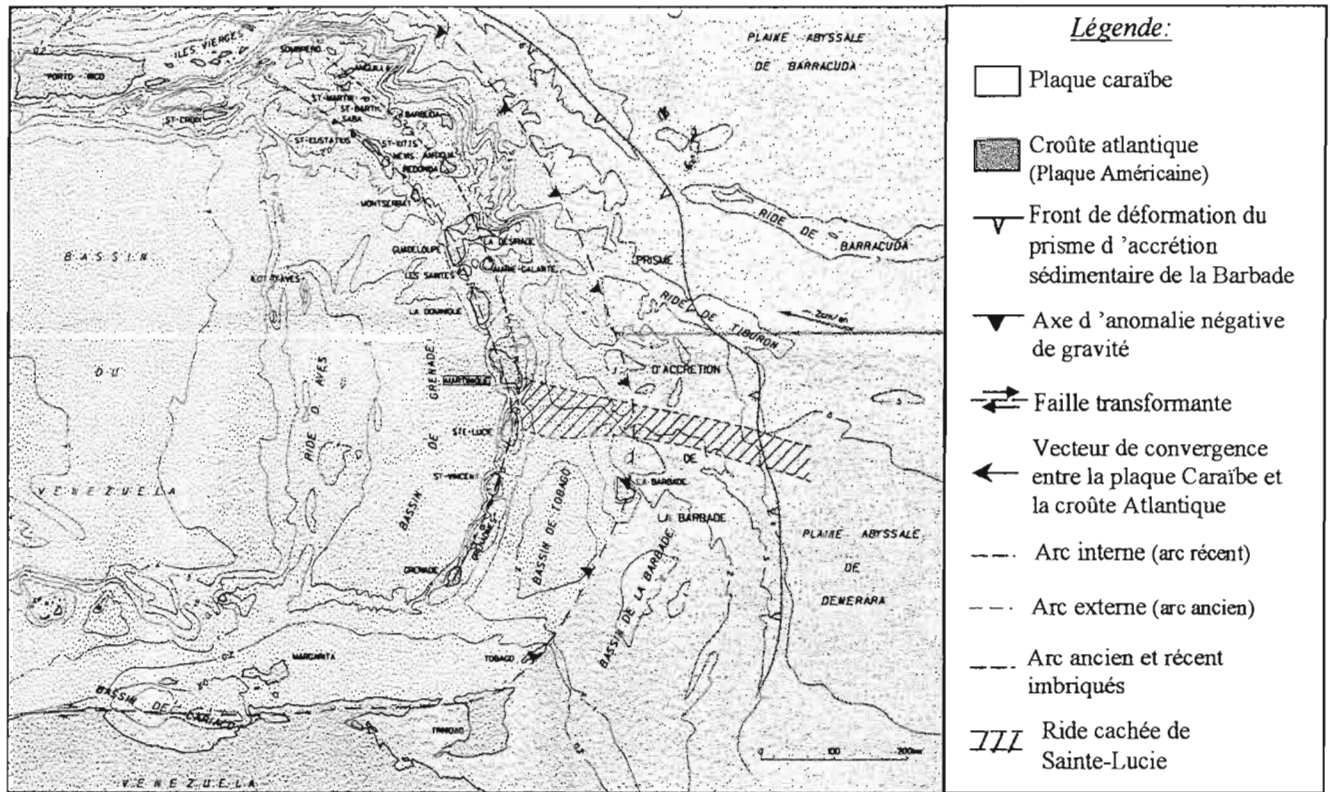 PLAINE ABYSSALE
DE BARRACUDA
ILES VIERGES
SOMBRERO
ANGUILLA
PORTO RICO
ST-MARTIN
ST-BARTH.
SABA
BARBUDA
ST-CROIX
ST-EUSTATIUS
ST-KITTS
NEVIS
ANTIGUA
REDONDA
MONTSERRAT
RIDE DE BARRACUDA
LA DESIRADE
GUADELOUPE
MARIE-GALANTE
LES SAINTES
PRISME
BASSIN
ILOT D'AVES
RIDE DE TIBURON
2cm/an
LA DOMINIQUE
DU
D'ACCRETION
MARTINIQUE
RIDE D AVES
BASSIN DE GRENADE
STE-LUCIE
DE
ST-VINCENT
LA BARBADE
VENEZUELA
LA BARBADE
BASSIN DE TOBAGO
GRENADINES
PLAINE ABYSSALE
DE
DEMERARA
GRENADE
BASSIN DE LA BARBADE
MARGARITA
TOBAGO
BASSIN DE CARIACO
TRINIDAD
0 100 200km
VENEZUELA
Légende:
Plaque caraïbe
Croûte atlantique
(Plaque Américaine)
Front de déformation du
prisme d ’accrétion
sédimentaire de la Barbade
Axe d ’anomalie négative
de gravité
Faille transformante
Vecteur de convergence
entre la plaque Caraïbe et
la croûte Atlantique
Arc interne (arc récent)
Arc externe (arc ancien)
Arc ancien et récent
imbriqués
Ride cachée de
Sainte-Lucie